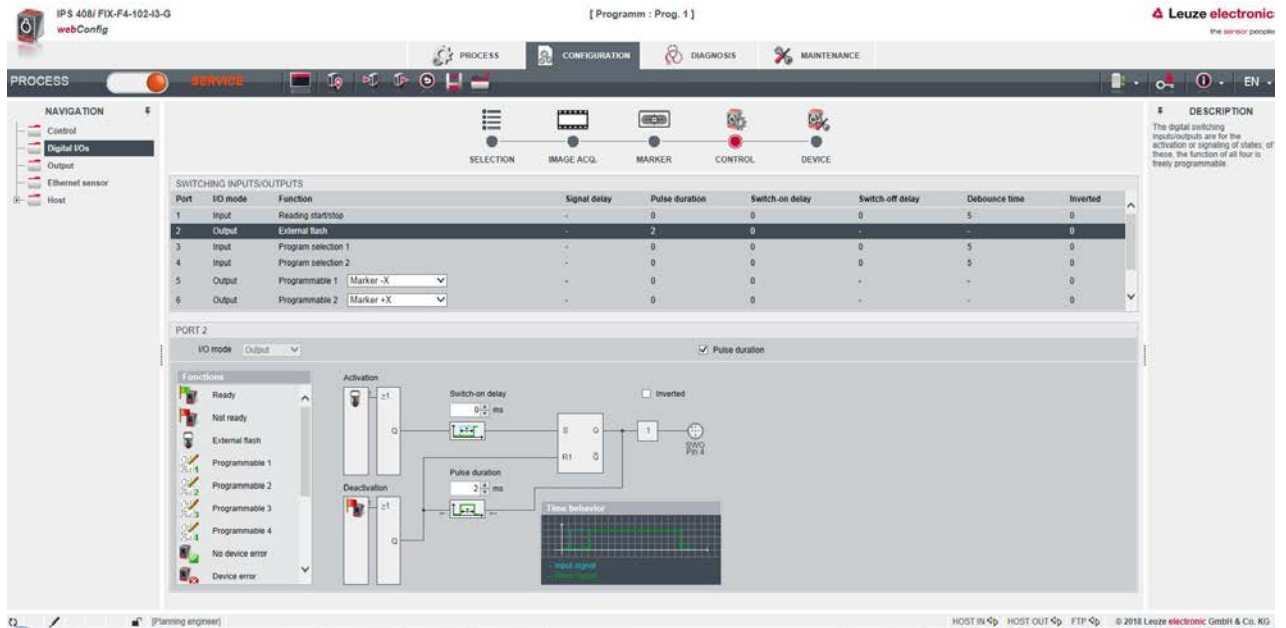 IPS 408i FIX-F4-102-I3-G
webConfig
[ Programm : Prog. 1 ]
Leuze electronic
the sensor people
PROCESS
CONFIGURATION
DIAGNOSIS
MAINTENANCE
PROCESS
SERVICE
EN
NAVIGATION
Control
Digital I/Os
Output
Ethernet sensor
Host
SELECTION
IMAGE ACQ.
MARKER
CONTROL
DEVICE
DESCRIPTION
The digital switching
inputs/outputs are for the
activation or signaling of states; of
these, the function of all four is
freely programmable.
SWITCHING INPUTS/OUTPUTS
Port I/O mode Function Signal delay Pulse duration Switch-on delay Switch-off delay Debounce time Inverted
1 Input Reading start/stop - 0 0 0 5 0
2 Output External flash - 2 0 - - 0
3 Input Program selection 1 - 0 0 0 5 0
4 Input Program selection 2 - 0 0 0 5 0
5 Output Programmable 1 Marker -X - 0 0 - - 0
6 Output Programmable 2 Marker +X - 0 0 - - 0
PORT 2
I/O mode Output
Pulse duration
Functions
Ready
Not ready
External flash
Programmable 1
Programmable 2
Programmable 3
Programmable 4
No device error
Device error
Activation
≥1
Q
Deactivation
≥1
Q
Switch-on delay
0 ms
Pulse duration
2 ms
Inverted
S Q
R1 Q̄
1
SWO
Pin 4
Time behavior
- Input signal
[Planning engineer]
HOST IN HOST OUT FTP © 2018 Leuze electronic GmbH & Co. KG